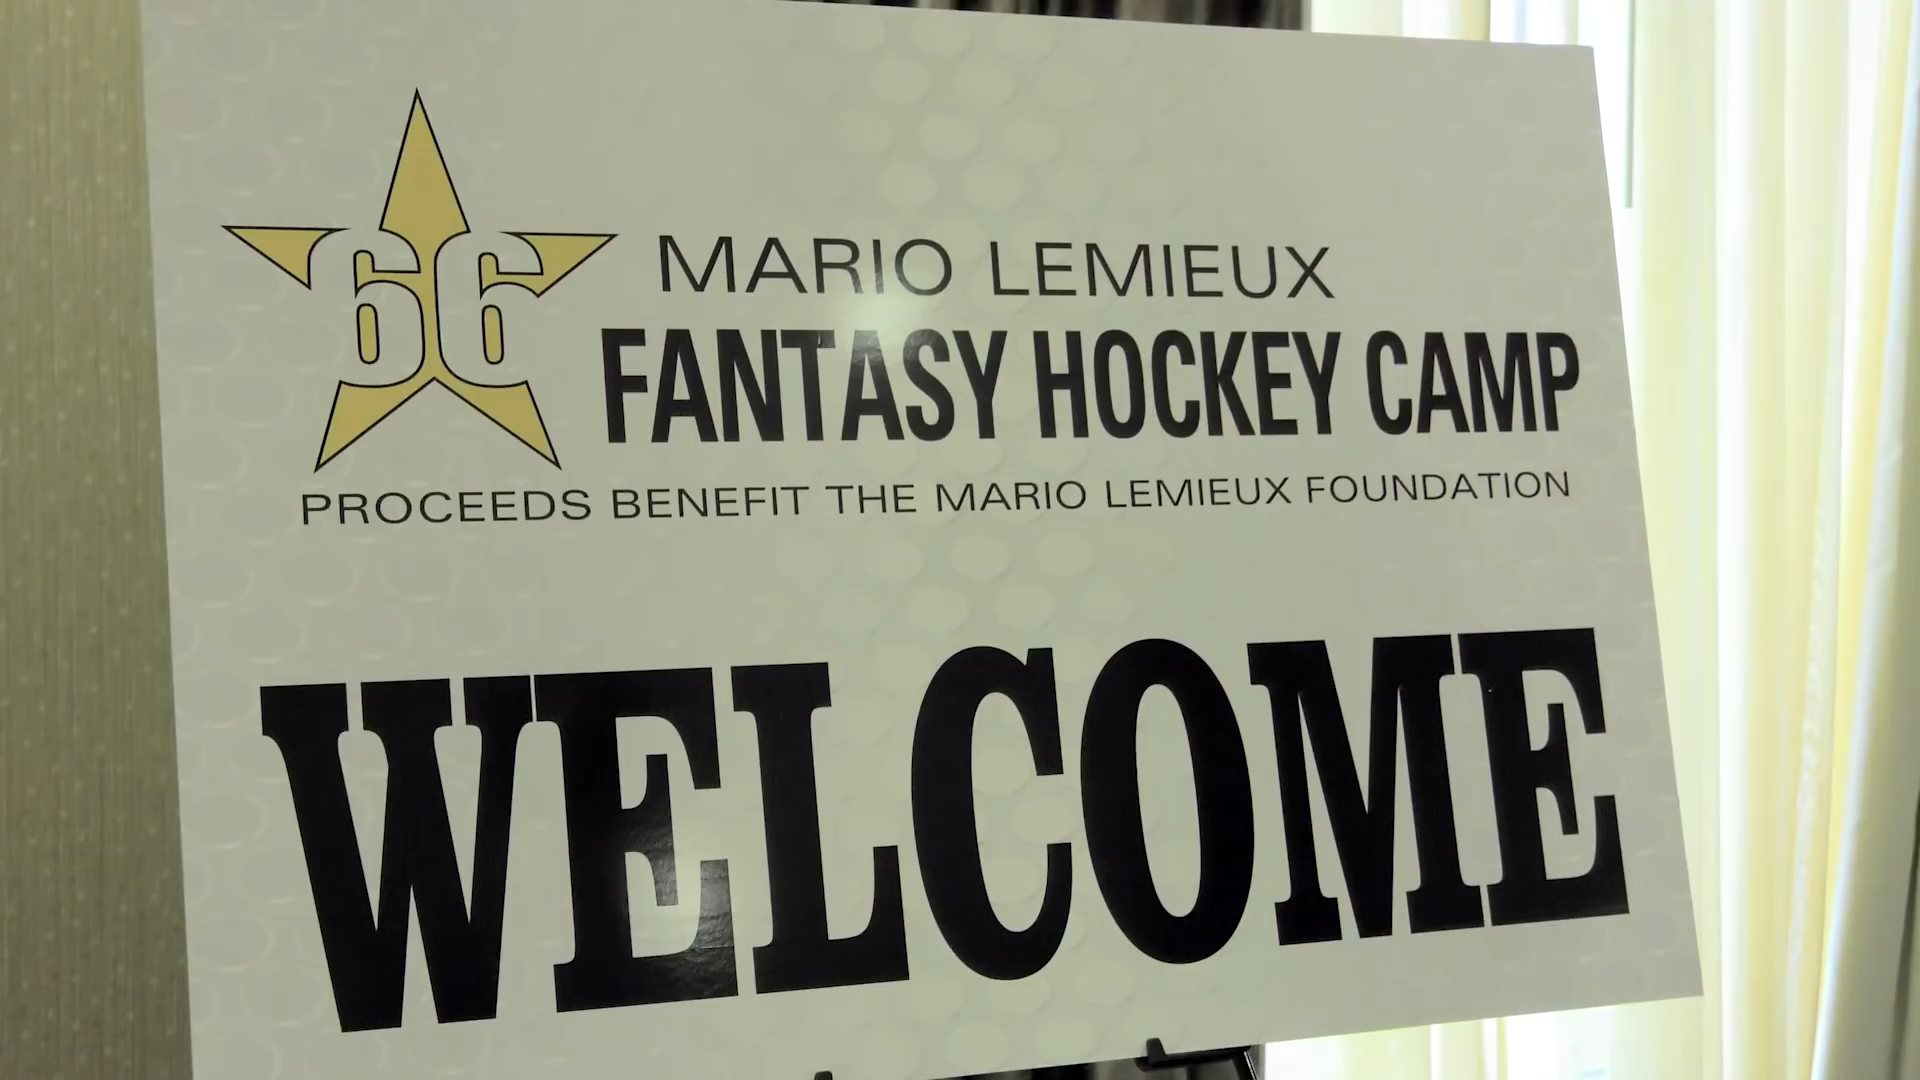 66
MARIO LEMIEUX
FANTASY HOCKEY CAMP
PROCEEDS BENEFIT THE MARIO LEMIEUX FOUNDATION
WELCOME